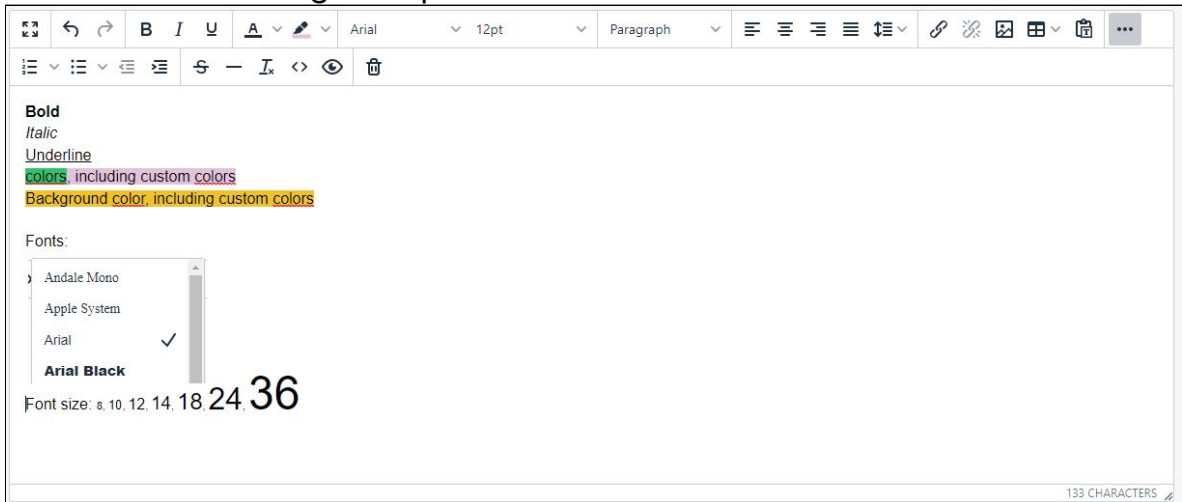 Arial 12pt Paragraph
Bold
Italic
Underline
colors, including custom colors
Background color, including custom colors
Fonts:
Andale Mono
Apple System
Arial
Arial Black
Font size: 8, 10, 12, 14, 18, 24, 36
133 CHARACTERS